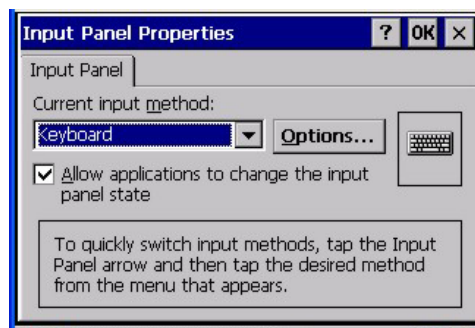 Input Panel Properties ? OK ×
Input Panel
Current input method:
Keyboard Options...
Allow applications to change the input
panel state
To quickly switch input methods, tap the Input
Panel arrow and then tap the desired method
from the menu that appears.